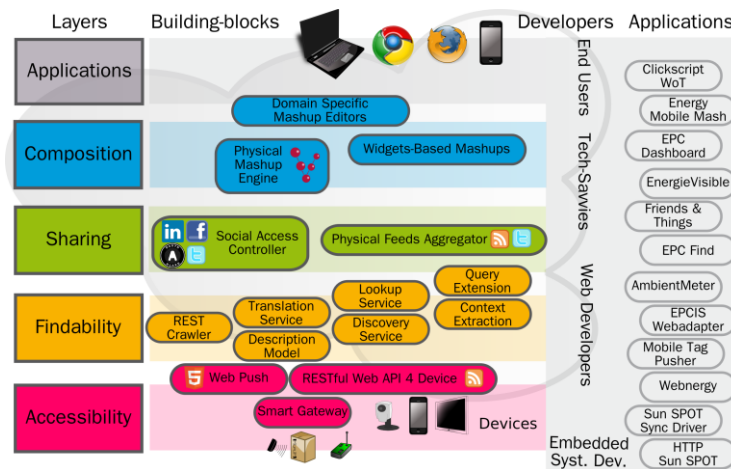 Layers
Building-blocks
Developers
Applications
Applications
End Users
Clickscript
WoT
Domain Specific
Mashup Editors
Energy
Mobile Mash
Composition
Physical
Mashup
Engine
Widgets-Based Mashups
Tech-Savvies
EPC
Dashboard
EnergieVisible
Sharing
in
f
A
t
Social Access
Controller
Physical Feeds Aggregator
t
Friends &
Things
EPC Find
Findability
REST
Crawler
Translation
Service
Description
Model
Lookup
Service
Discovery
Service
Query
Extension
Context
Extraction
Web Developers
AmbientMeter
EPCIS
Webadapter
Mobile Tag
Pusher
Accessibility
5
Web Push
RESTful Web API 4 Device
Smart Gateway
Devices
Webnergy
Sun SPOT
Sync Driver
Embedded
Syst. Dev.
HTTP
Sun SPOT